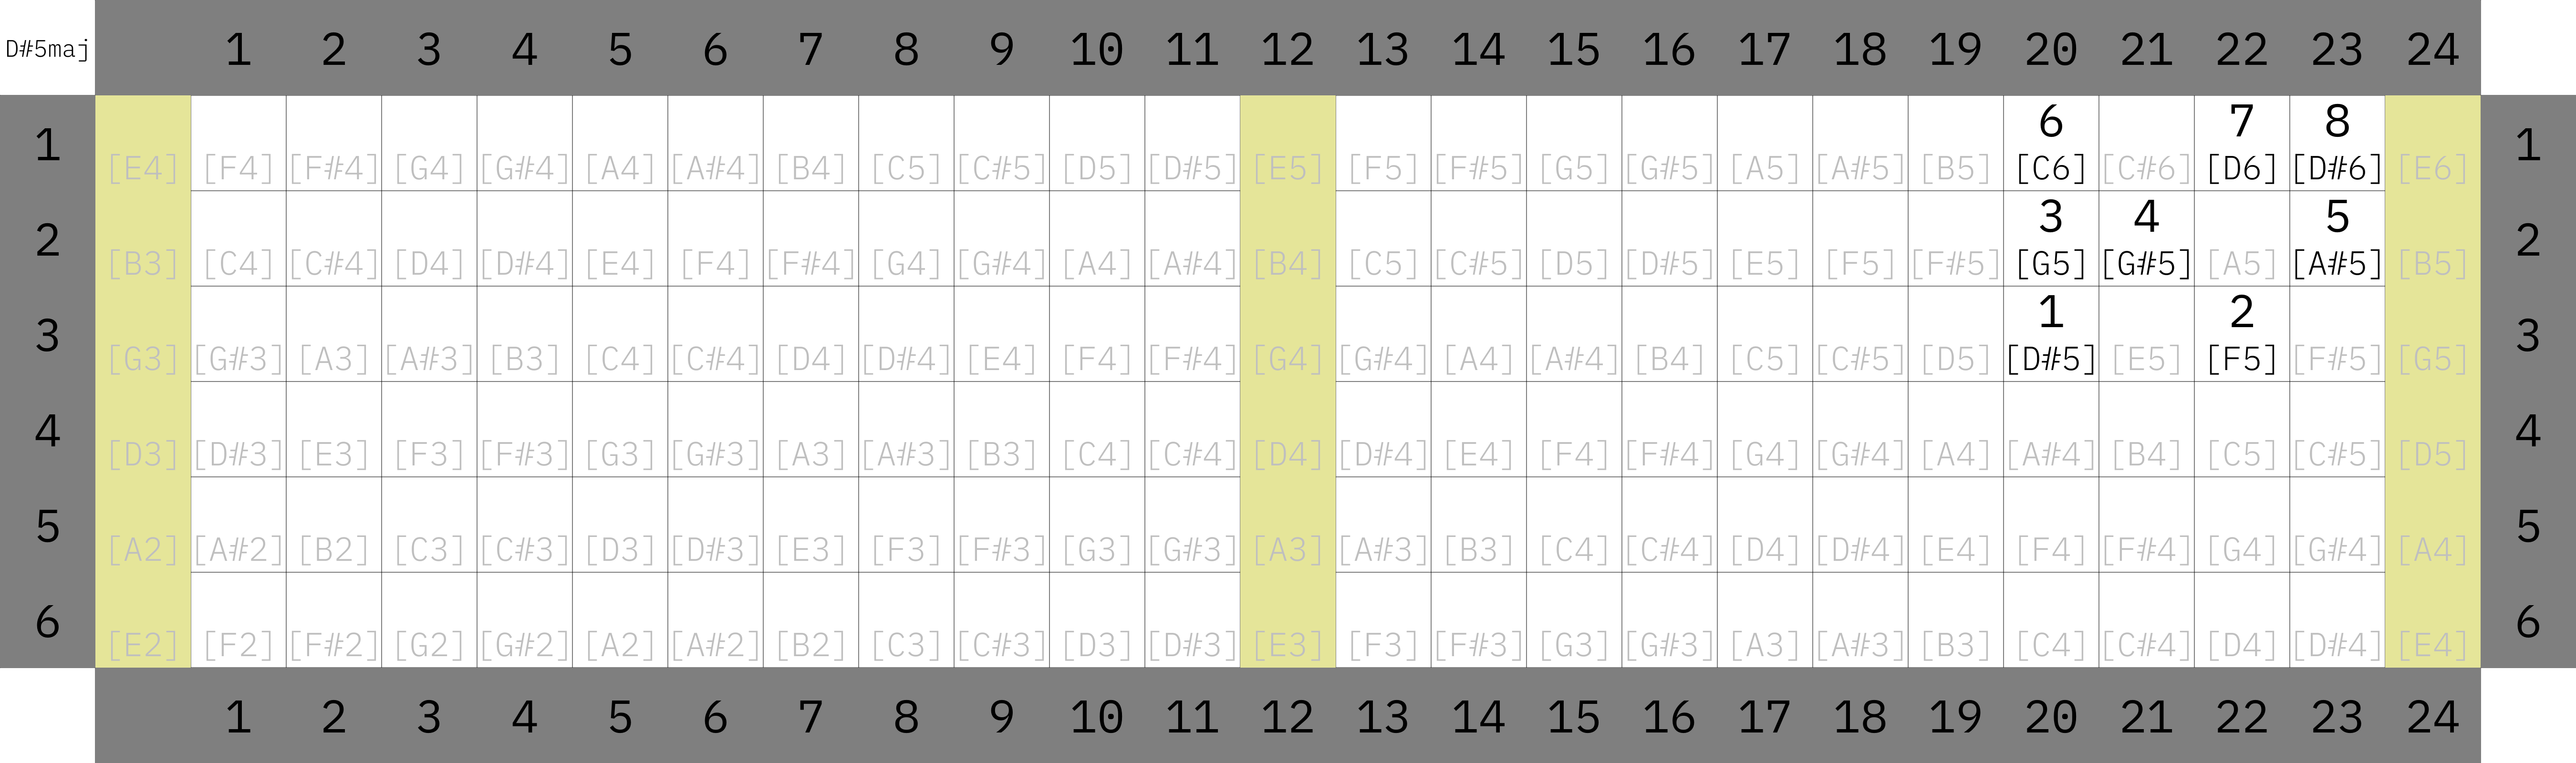 D#5maj 1 2 3 4 5 6 7 8 9 10 11 12 13 14 15 16 17 18 19 20 21 22 23 24
6 7 8
1 1
[E4] [F4] [F#4] [G4] [G#4] [A4] [A#4] [B4] [C5] [C#5] [D5] [D#5] [E5] [F5] [F#5] [G5] [G#5] [A5] [A#5] [B5] [C6] [C#6] [D6] [D#6] [E6]
3 4 5
2 2
[B3] [C4] [C#4] [D4] [D#4] [E4] [F4] [F#4] [G4] [G#4] [A4] [A#4] [B4] [C5] [C#5] [D5] [D#5] [E5] [F5] [F#5] [G5] [G#5] [A5] [A#5] [B5]
1 2
3 3
[G3] [G#3] [A3] [A#3] [B3] [C4] [C#4] [D4] [D#4] [E4] [F4] [F#4] [G4] [G#4] [A4] [A#4] [B4] [C5] [C#5] [D5] [D#5] [E5] [F5] [F#5] [G5]
4 4
[D3] [D#3] [E3] [F3] [F#3] [G3] [G#3] [A3] [A#3] [B3] [C4] [C#4] [D4] [D#4] [E4] [F4] [F#4] [G4] [G#4] [A4] [A#4] [B4] [C5] [C#5] [D5]
5 5
[A2] [A#2] [B2] [C3] [C#3] [D3] [D#3] [E3] [F3] [F#3] [G3] [G#3] [A3] [A#3] [B3] [C4] [C#4] [D4] [D#4] [E4] [F4] [F#4] [G4] [G#4] [A4]
6 6
[E2] [F2] [F#2] [G2] [G#2] [A2] [A#2] [B2] [C3] [C#3] [D3] [D#3] [E3] [F3] [F#3] [G3] [G#3] [A3] [A#3] [B3] [C4] [C#4] [D4] [D#4] [E4]
1 2 3 4 5 6 7 8 9 10 11 12 13 14 15 16 17 18 19 20 21 22 23 24